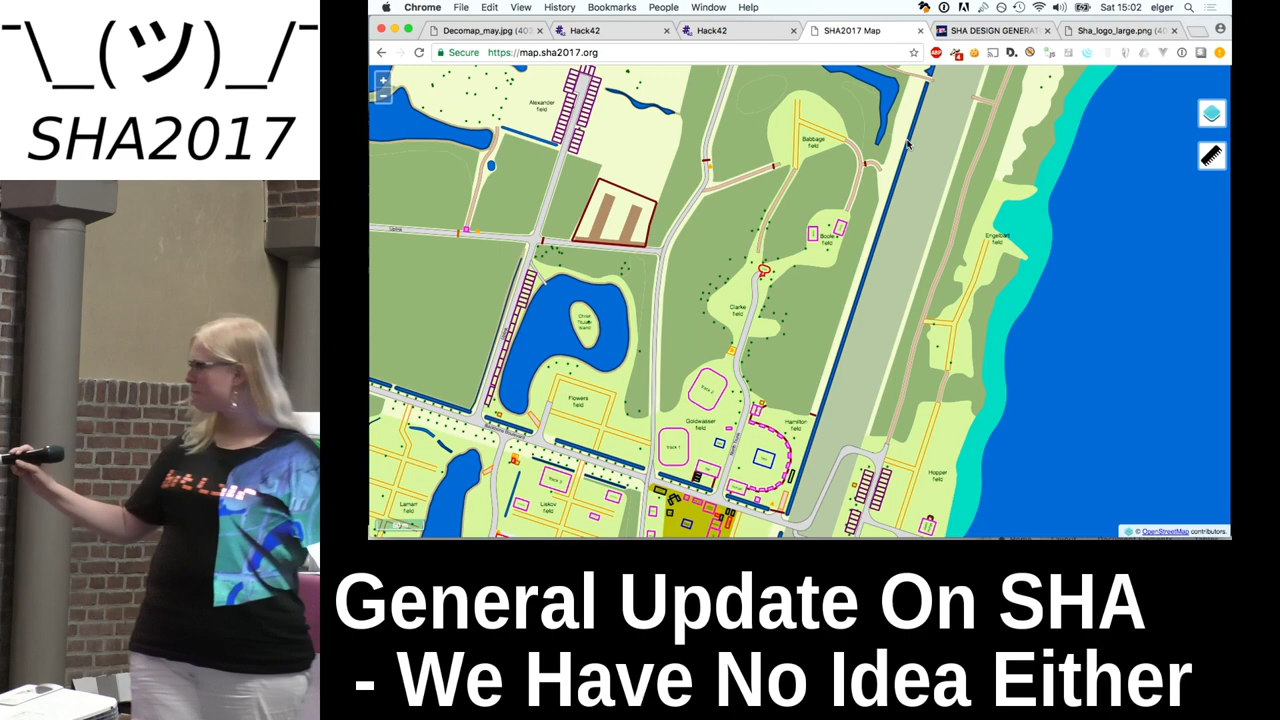 ¯\_(ツ)_/¯
SHA2017
Chrome File Edit View History Bookmarks People Window Help
Sat 15:02 elger
Decomap_may.jpg (40
Hack42
Hack42
SHA2017 Map
SHA DESIGN GENERAT
Sha_logo_large.png (40
Secure https://map.sha2017.org
+
-
Alexander
field
Babbage
field
Boole
field
Engelbart
field
Clarke
field
Flowers
field
Goldwasser
field
Hamilton
field
Hopper
field
Lamarr
field
Liskov
field
© OpenStreetMap contributors.
General Update On SHA
- We Have No Idea Either